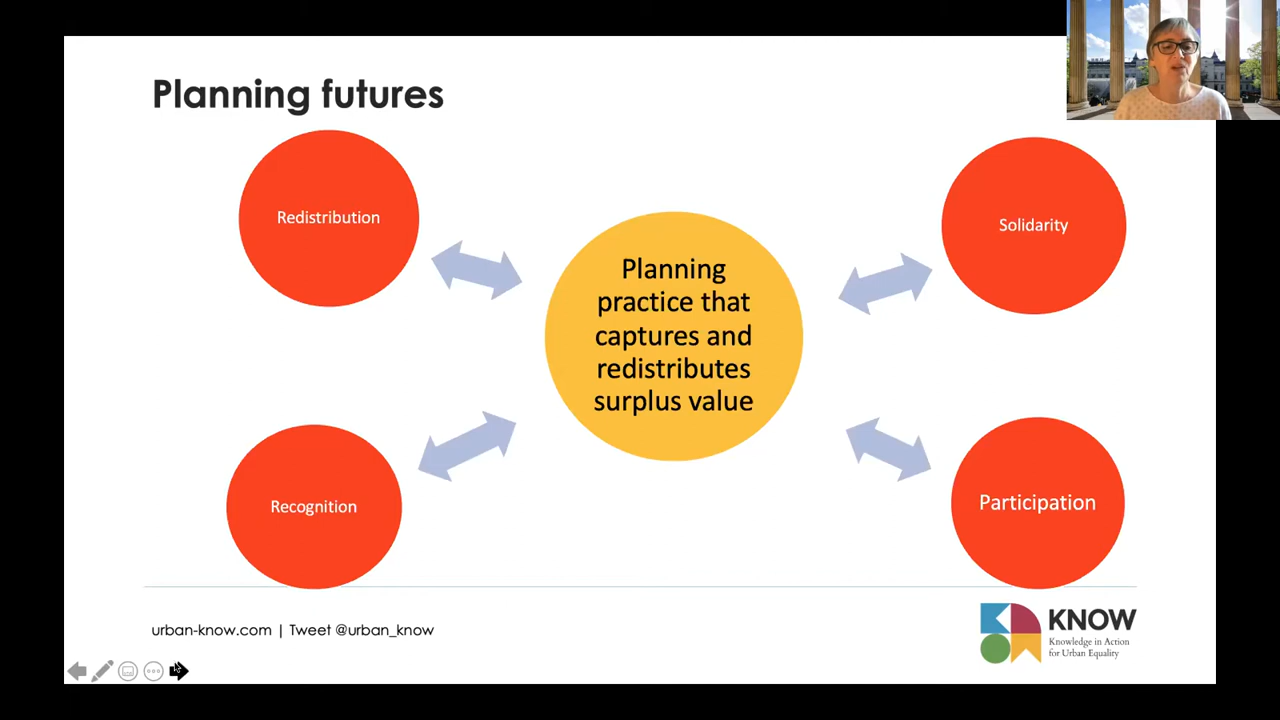 Planning futures
Redistribution
Solidarity
Planning
practice that
captures and
redistributes
surplus value
Recognition
Participation
urban-know.com | Tweet @urban_know
KNOW
Knowledge in Action
for Urban Equality